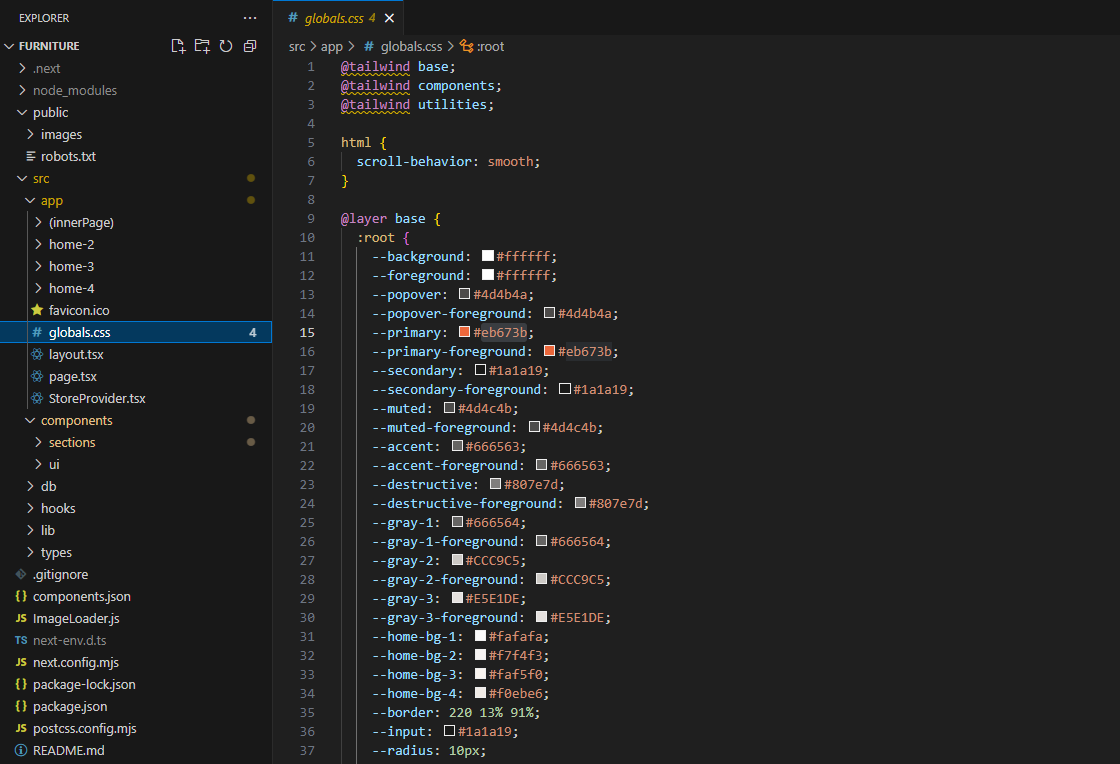 EXPLORER
FURNITURE
.next
node_modules
public
images
robots.txt
src
app
(innerPage)
home-2
home-3
home-4
favicon.ico
# globals.css 4
layout.tsx
page.tsx
StoreProvider.tsx
components
sections
ui
db
hooks
lib
types
.gitignore
{} components.json
JS ImageLoader.js
TS next-env.d.ts
JS next.config.mjs
{} package-lock.json
{} package.json
JS postcss.config.mjs
README.md
# globals.css 4
src > app > # globals.css > :root
1 @tailwind base;
2 @tailwind components;
3 @tailwind utilities;
4
5 html {
6 scroll-behavior: smooth;
7 }
8
9 @layer base {
10 :root {
11 --background: #ffffff;
12 --foreground: #ffffff;
13 --popover: #4d4b4a;
14 --popover-foreground: #4d4b4a;
15 --primary: #eb673b;
16 --primary-foreground: #eb673b;
17 --secondary: #1a1a19;
18 --secondary-foreground: #1a1a19;
19 --muted: #4d4c4b;
20 --muted-foreground: #4d4c4b;
21 --accent: #666563;
22 --accent-foreground: #666563;
23 --destructive: #807e7d;
24 --destructive-foreground: #807e7d;
25 --gray-1: #666564;
26 --gray-1-foreground: #666564;
27 --gray-2: #CCC9C5;
28 --gray-2-foreground: #CCC9C5;
29 --gray-3: #E5E1DE;
30 --gray-3-foreground: #E5E1DE;
31 --home-bg-1: #fafafa;
32 --home-bg-2: #f7f4f3;
33 --home-bg-3: #faf5f0;
34 --home-bg-4: #f0ebe6;
35 --border: 220 13% 91%;
36 --input: #1a1a19;
37 --radius: 10px;